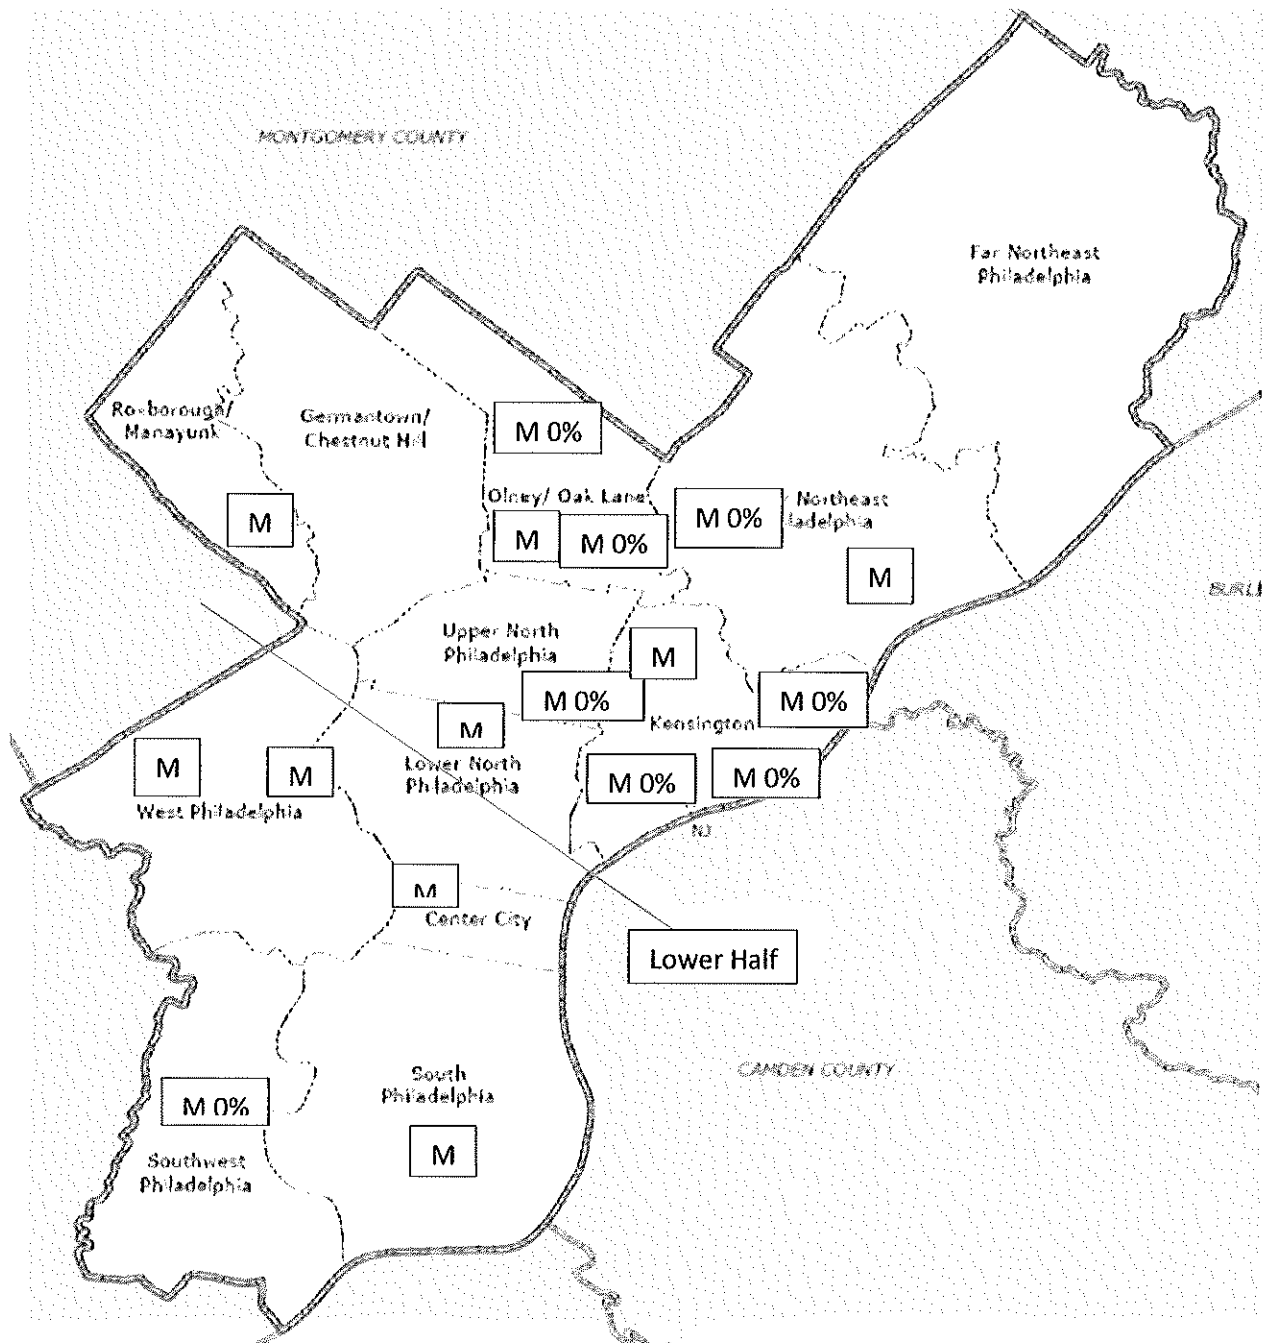 MONTGOMERY COUNTY
Far Northeast
Philadelphia
Roxborough/
Manayunk
Germantown/
Chestnut Hill
M 0%
Olney/ Oak Lane
M
M
M 0%
M 0%
Northeast
ladelphia
M
Upper North
Philadelphia
M
M 0%
M 0%
Kensington
M
Lower North
Philadelphia
M
M
West Philadelphia
M 0%
M 0%
NJ
M
Center City
Lower Half
South
Philadelphia
CAMDEN COUNTY
M 0%
M
Southwest
Philadelphia